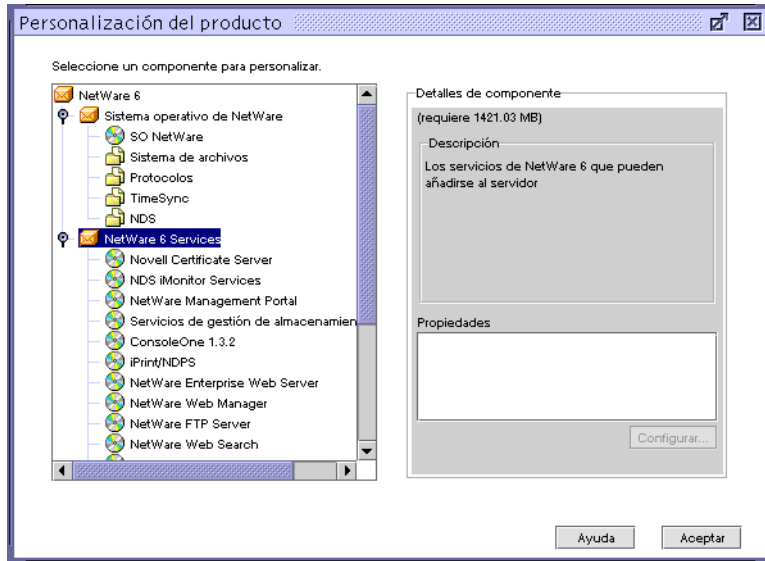 Personalización del producto
Seleccione un componente para personalizar.
NetWare 6
Sistema operativo de NetWare
SO NetWare
Sistema de archivos
Protocolos
TimeSync
NDS
NetWare 6 Services
Novell Certificate Server
NDS iMonitor Services
NetWare Management Portal
Servicios de gestión de almacenamien
ConsoleOne 1.3.2
iPrint/NDPS
NetWare Enterprise Web Server
NetWare Web Manager
NetWare FTP Server
NetWare Web Search
Detalles de componente
(requiere 1421.03 MB)
Descripción
Los servicios de NetWare 6 que pueden
añadirse al servidor
Propiedades
Configurar...
Ayuda
Aceptar